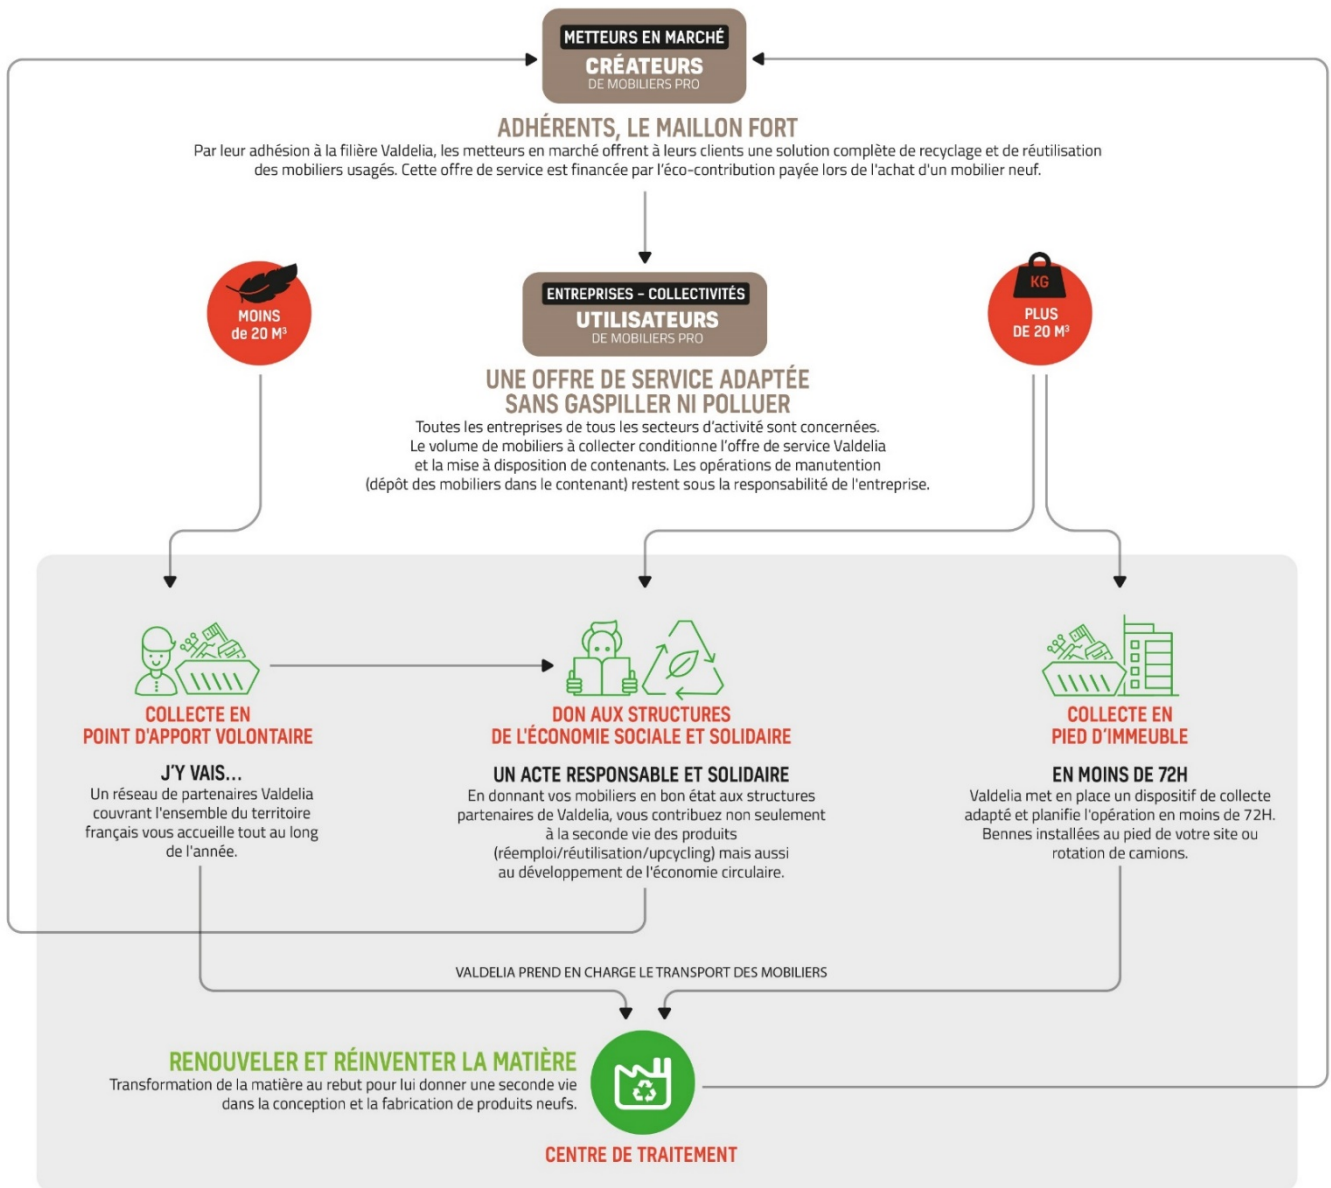 METTEURS EN MARCHÉ
CRÉATEURS
DE MOBILIERS PRO
ADHÉRENTS, LE MAILLON FORT
Par leur adhésion à la filière Valdelia, les metteurs en marché offrent à leurs clients une solution complète de recyclage et de réutilisation
des mobiliers usagés. Cette offre de service est financée par l'éco-contribution payée lors de l'achat d'un mobilier neuf.
MOINS
de 20 M³
ENTREPRISES - COLLECTIVITÉS
UTILISATEURS
DE MOBILIERS PRO
KG
PLUS
DE 20 M³
UNE OFFRE DE SERVICE ADAPTÉE
SANS GASPILLER NI POLLUER
Toutes les entreprises de tous les secteurs d'activité sont concernées.
Le volume de mobiliers à collecter conditionne l'offre de service Valdelia
et la mise à disposition de contenants. Les opérations de manutention
(dépôt des mobiliers dans le contenant) restent sous la responsabilité de l'entreprise.
COLLECTE EN
POINT D'APPORT VOLONTAIRE
J'Y VAIS...
Un réseau de partenaires Valdelia
couvrant l'ensemble du territoire
français vous accueille tout au long
de l'année.
DON AUX STRUCTURES
DE L'ÉCONOMIE SOCIALE ET SOLIDAIRE
UN ACTE RESPONSABLE ET SOLIDAIRE
En donnant vos mobiliers en bon état aux structures
partenaires de Valdelia, vous contribuez non seulement
à la seconde vie des produits
(réemploi/réutilisation/upcycling) mais aussi
au développement de l'économie circulaire.
COLLECTE EN
PIED D'IMMEUBLE
EN MOINS DE 72H
Valdelia met en place un dispositif de collecte
adapté et planifie l'opération en moins de 72H.
Bennes installées au pied de votre site ou
rotation de camions.
VALDELIA PREND EN CHARGE LE TRANSPORT DES MOBILIERS
RENOUVELER ET RÉINVENTER LA MATIÈRE
Transformation de la matière au rebut pour lui donner une seconde vie
dans la conception et la fabrication de produits neufs.
CENTRE DE TRAITEMENT